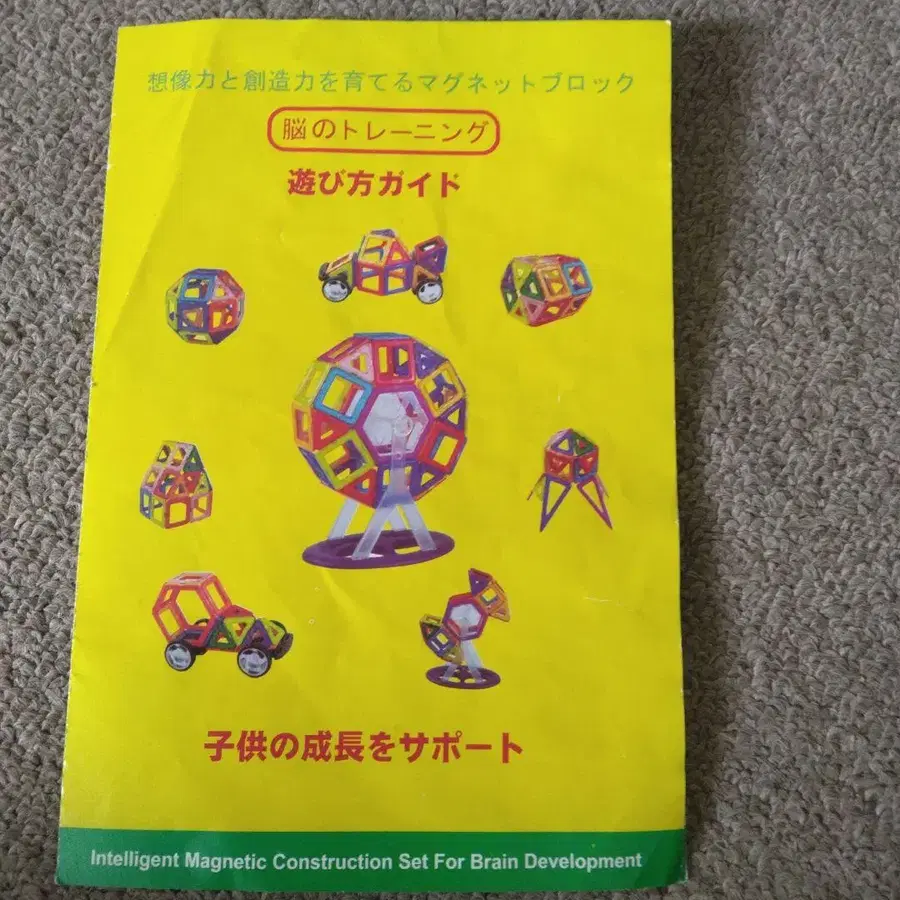 想像力と創造力を育てるマグネットブロック
脳のトレーニング
遊び方ガイド
子供の成長をサポート
Intelligent Magnetic Construction Set For Brain Development